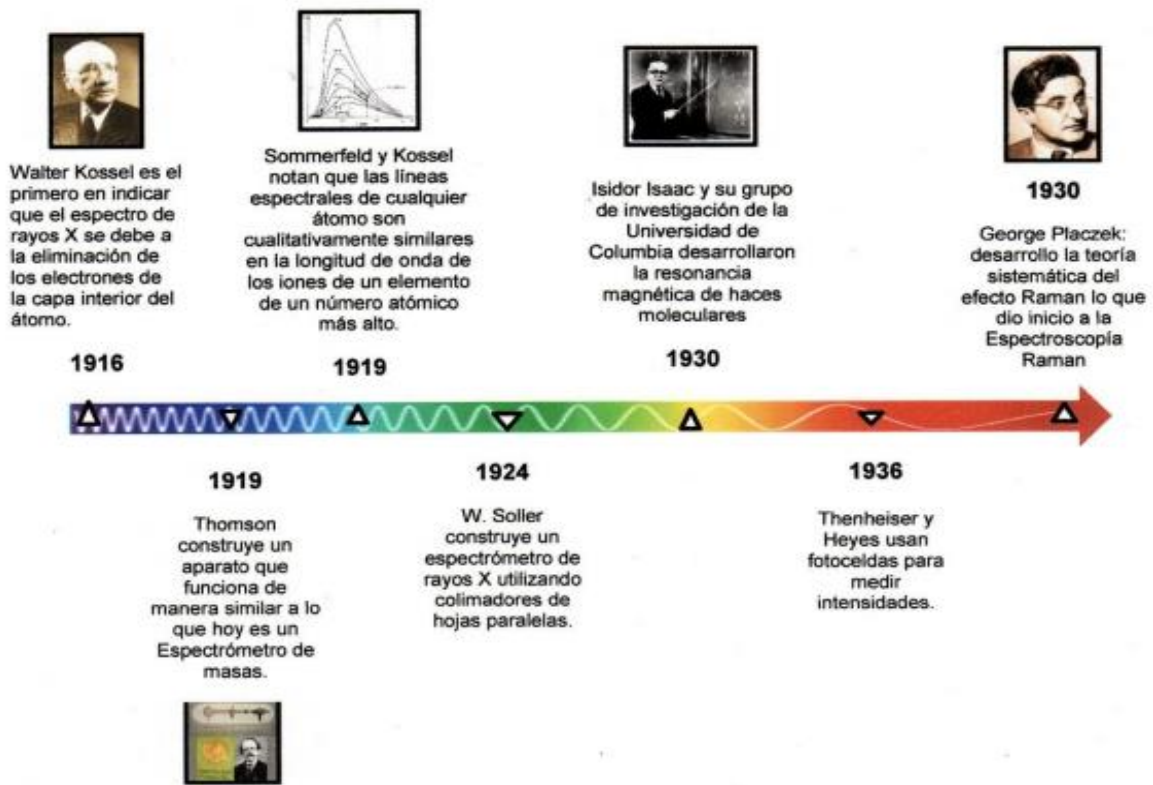 Walter Kossel es el
primero en indicar
que el espectro de
rayos X se debe a
la eliminación de
los electrones de
la capa interior del
átomo.
1916
Sommerfeld y Kossel
notan que las líneas
espectrales de cualquier
átomo son
cualitativamente similares
en la longitud de onda de
los iones de un elemento
de un número atómico
más alto.
1919
Isidor Isaac y su grupo
de investigación de la
Universidad de
Columbia desarrollaron
la resonancia
magnética de haces
moleculares
1930
1930
George Płaczek:
desarrollo la teoría
sistemática del
efecto Raman lo que
dio inicio a la
Espectroscopía
Raman
1919
Thomson
construye un
aparato que
funciona de
manera similar a lo
que hoy es un
Espectrómetro de
masas.
1924
W. Soller
construye un
espectrómetro de
rayos X utilizando
colimadores de
hojas paralelas.
1936
Thenheiser y
Heyes usan
fotoceldas para
medir
intensidades.